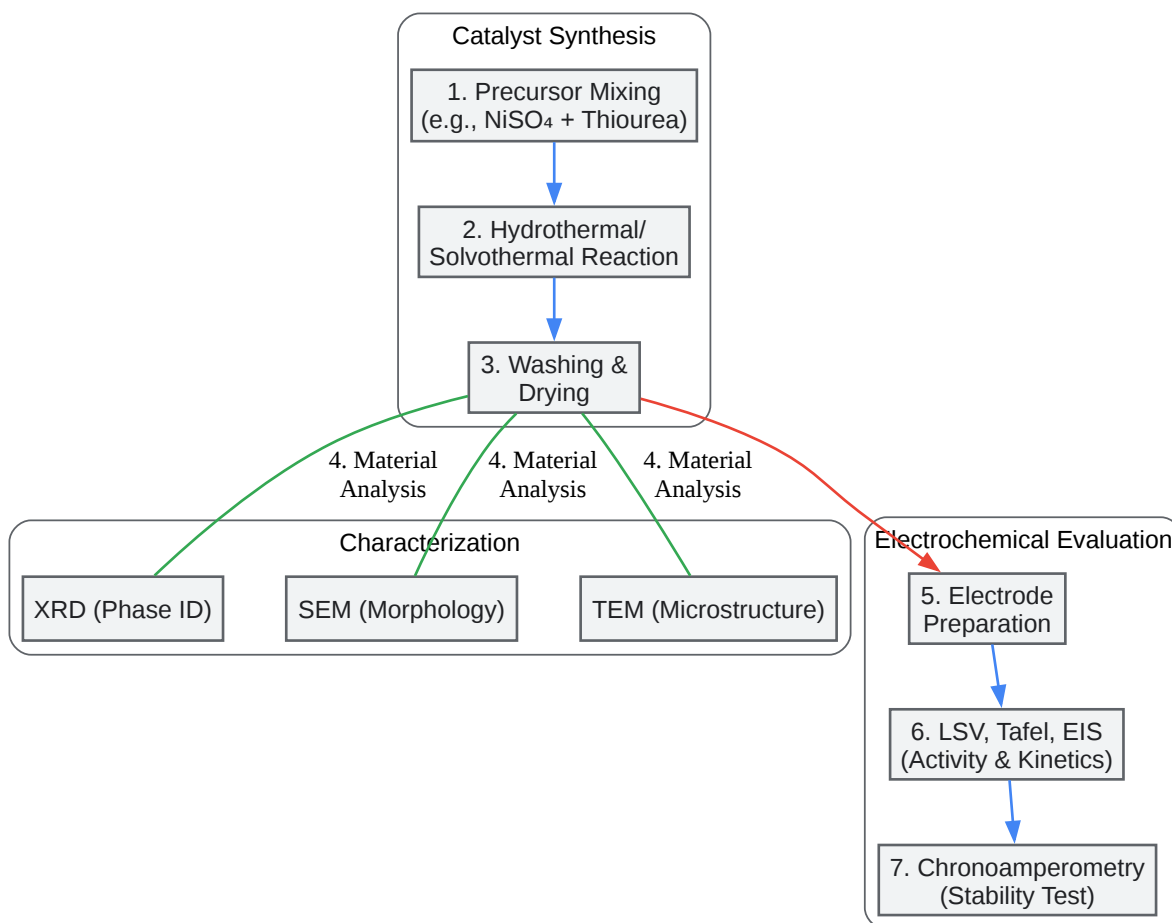 Catalyst Synthesis
1. Precursor Mixing
(e.g., NiSO₄ + Thiourea)
2. Hydrothermal/
Solvothermal Reaction
3. Washing &
Drying
4. Material
Analysis
4. Material
Analysis
4. Material
Analysis
Characterization
XRD (Phase ID)
SEM (Morphology)
TEM (Microstructure)
Electrochemical Evaluation
5. Electrode
Preparation
6. LSV, Tafel, EIS
(Activity & Kinetics)
7. Chronoamperometry
(Stability Test)